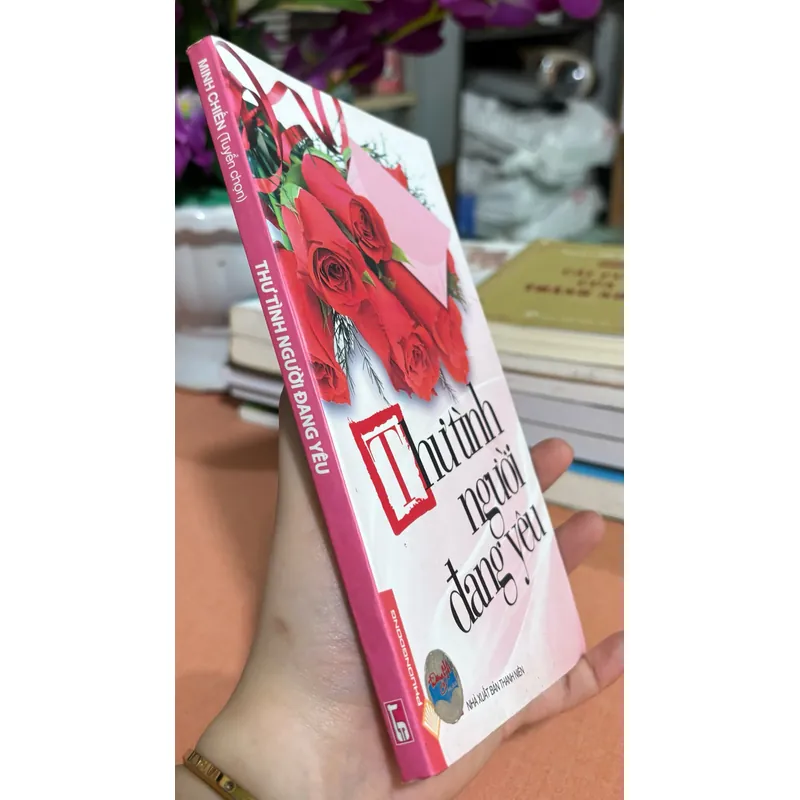 MINH CHIẾN (Tuyển chọn)
THƯ TÌNH NGƯỜI ĐANG YÊU
Thư tình
người
đang yêu
PHUONGDONG
NHÀ XUẤT BẢN THANH NIÊN